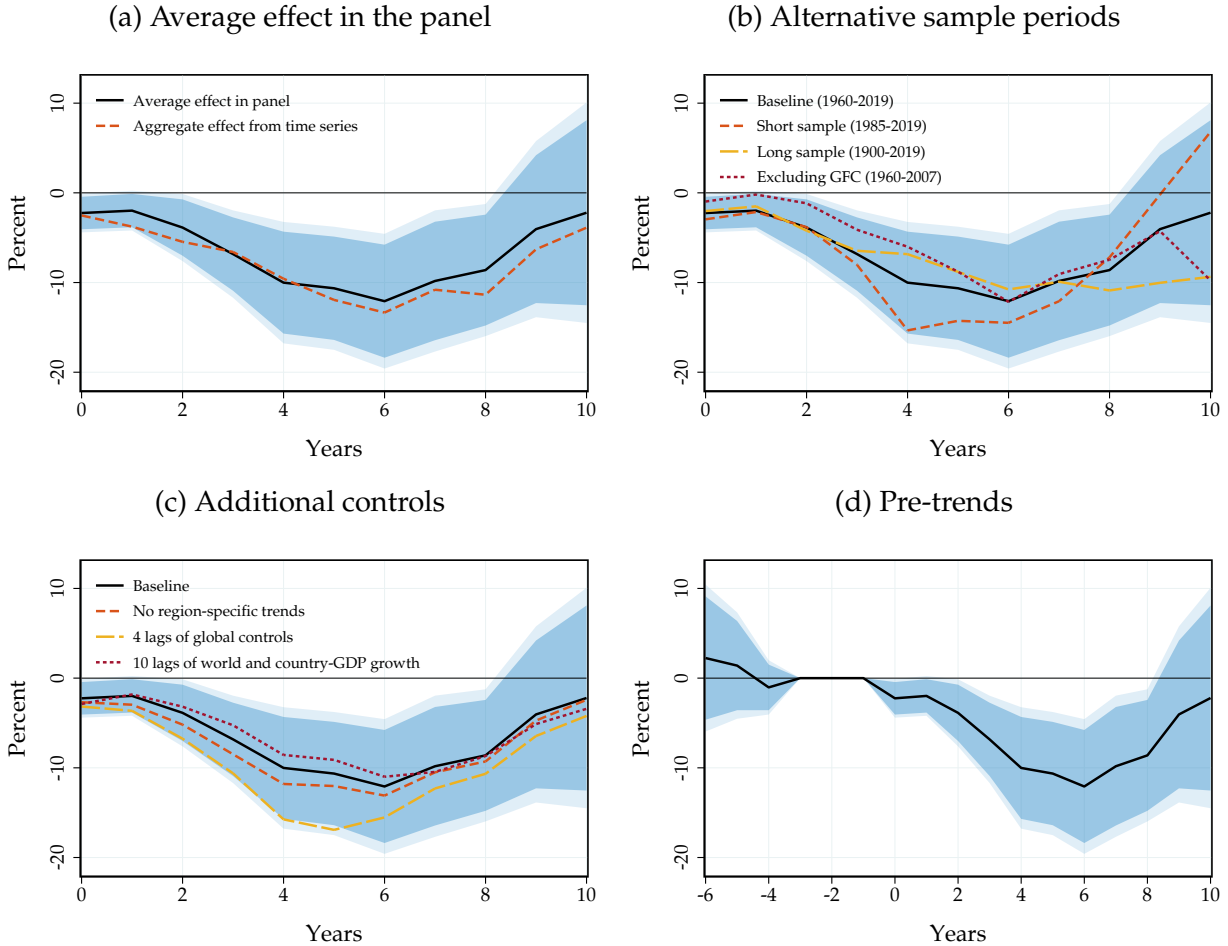 (a) Average effect in the panel
Percent
10
0
-10
-20
Average effect in panel
Aggregate effect from time series
0 2 4 6 8 10
Years
(b) Alternative sample periods
Percent
10
0
-10
-20
Baseline (1960-2019)
Short sample (1985-2019)
Long sample (1900-2019)
Excluding GFC (1960-2007)
0 2 4 6 8 10
Years
(c) Additional controls
Percent
10
0
-10
-20
Baseline
No region-specific trends
4 lags of global controls
10 lags of world and country-GDP growth
0 2 4 6 8 10
Years
(d) Pre-trends
Percent
10
0
-10
-20
-6 -4 -2 0 2 4 6 8 10
Years